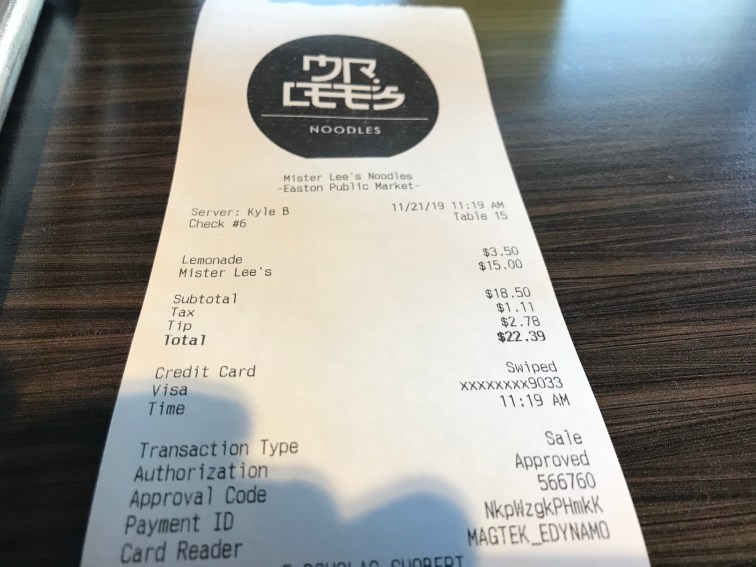 MR.
LEE'S
NOODLES
Mister Lee's Noodles
-Easton Public Market-
Server: Kyle B 11/21/19 11:19 AM
Check #6 Table 15
Lemonade $3.50
Mister Lee's $15.00
Subtotal $18.50
Tax $1.11
Tip $2.78
Total $22.39
Credit Card Swiped
Visa xxxxxxxx9033
Time 11:19 AM
Transaction Type Sale
Authorization Approved
Approval Code 566760
Payment ID NkpWzgkPHmkK
Card Reader MAGTEK_EDYNAMO